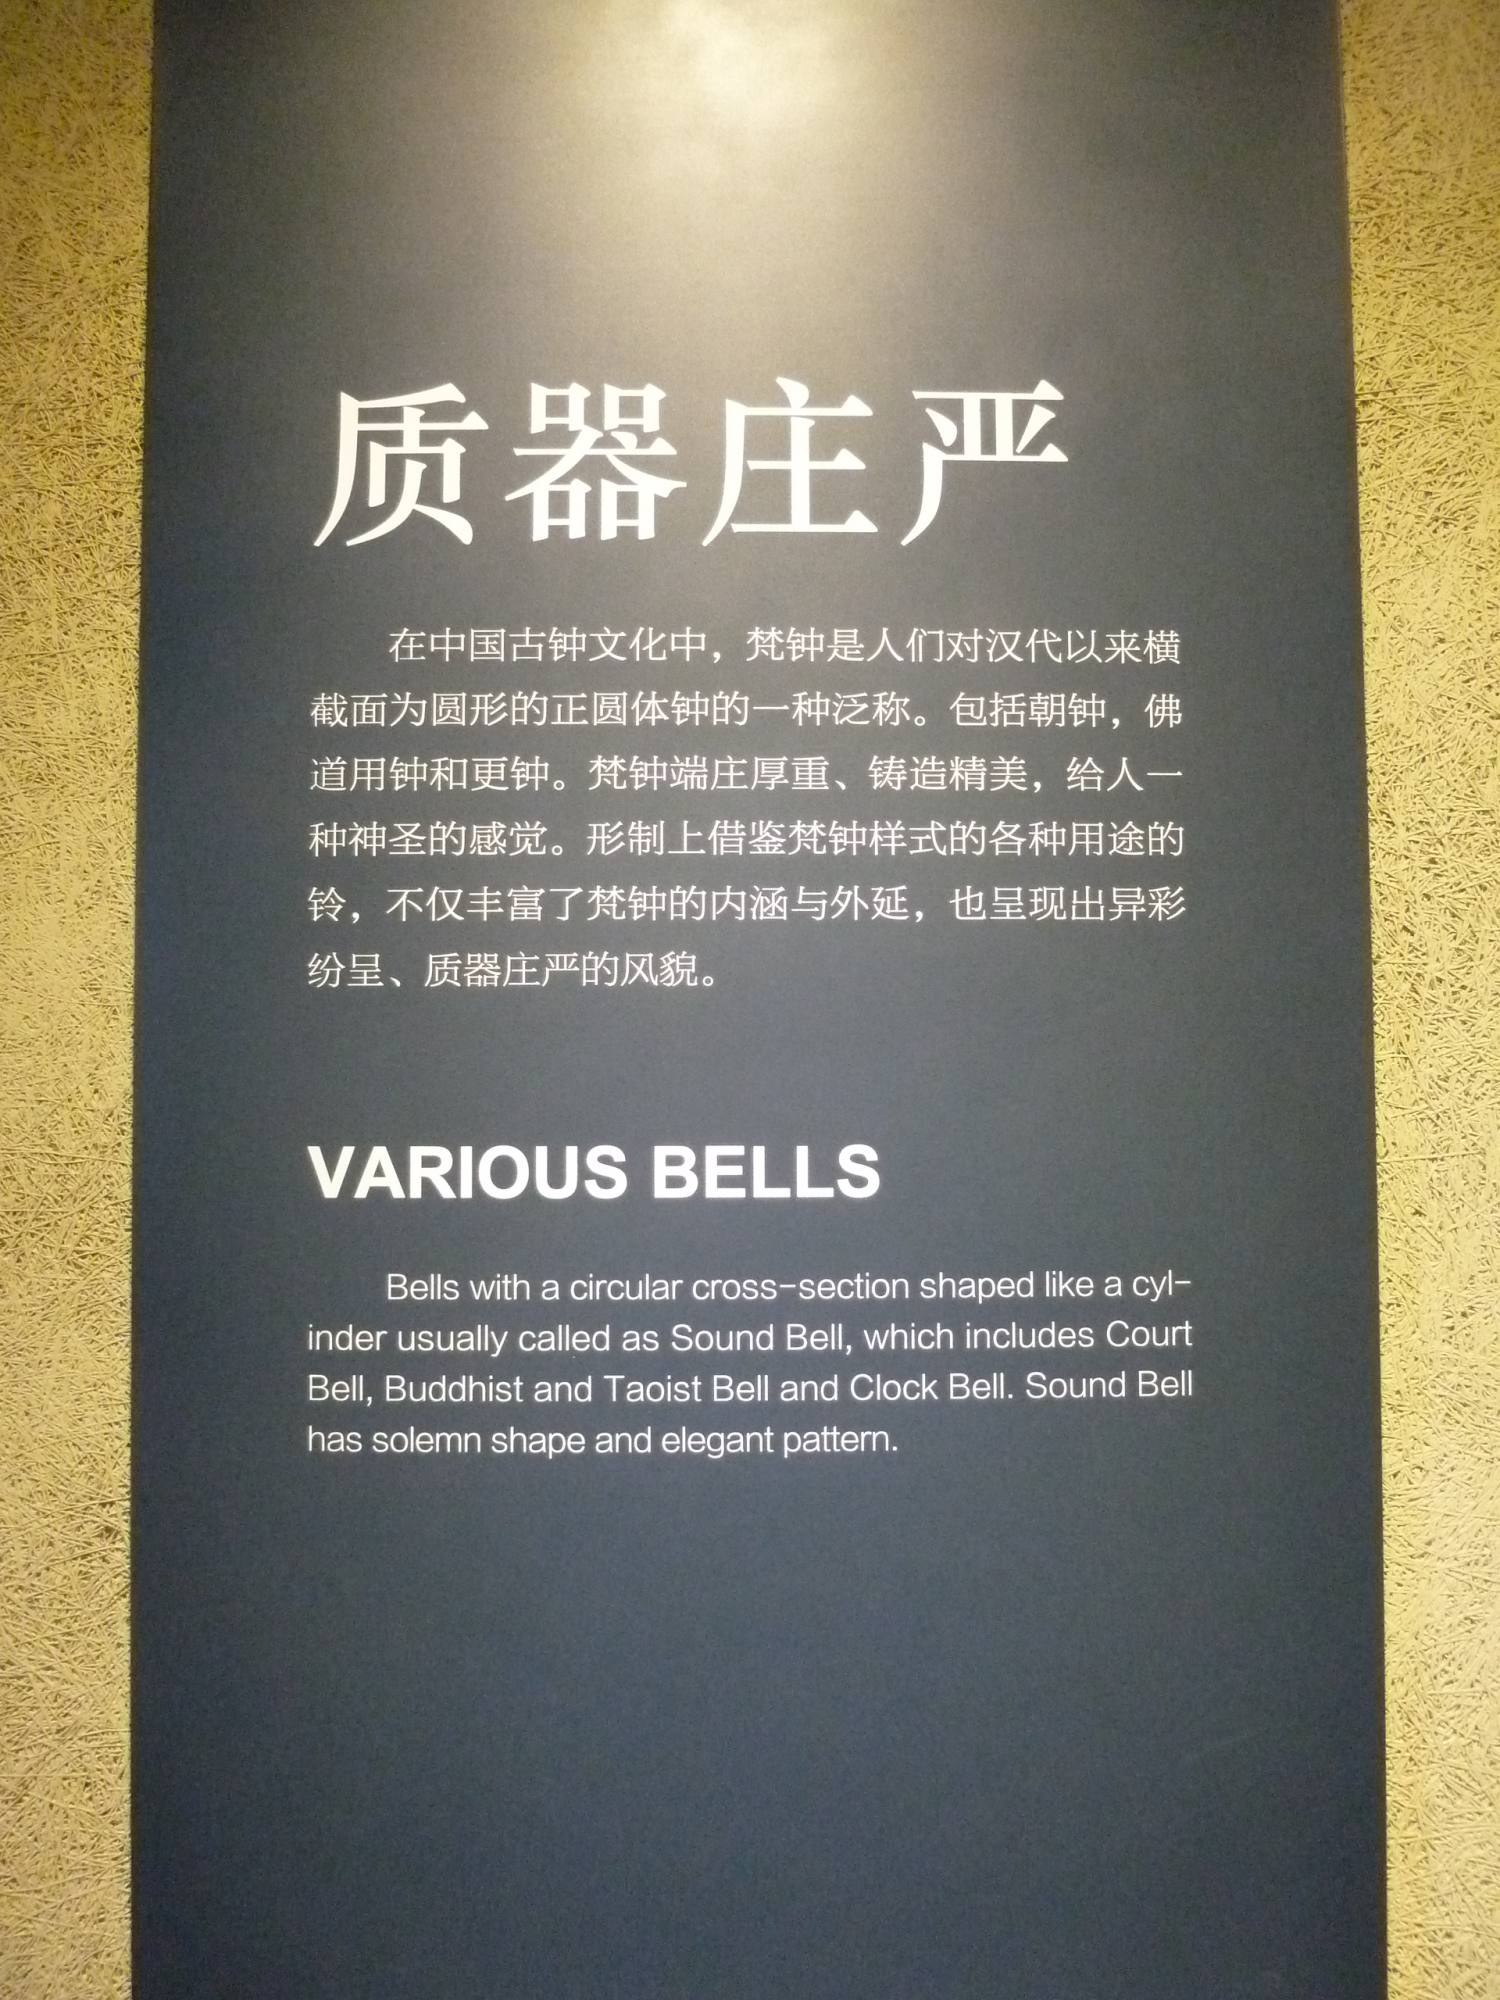 质器庄严
在中国古钟文化中，梵钟是人们对汉代以来横
截面为圆形的正圆体钟的一种泛称。包括朝钟，佛
道用钟和更钟。梵钟端庄厚重、铸造精美，给人一
种神圣的感觉。形制上借鉴梵钟样式的各种用途的
铃，不仅丰富了梵钟的内涵与外延，也呈现出异彩
纷呈、质器庄严的风貌。
VARIOUS BELLS
Bells with a circular cross-section shaped like a cyl-
inder usually called as Sound Bell, which includes Court
Bell, Buddhist and Taoist Bell and Clock Bell. Sound Bell
has solemn shape and elegant pattern.